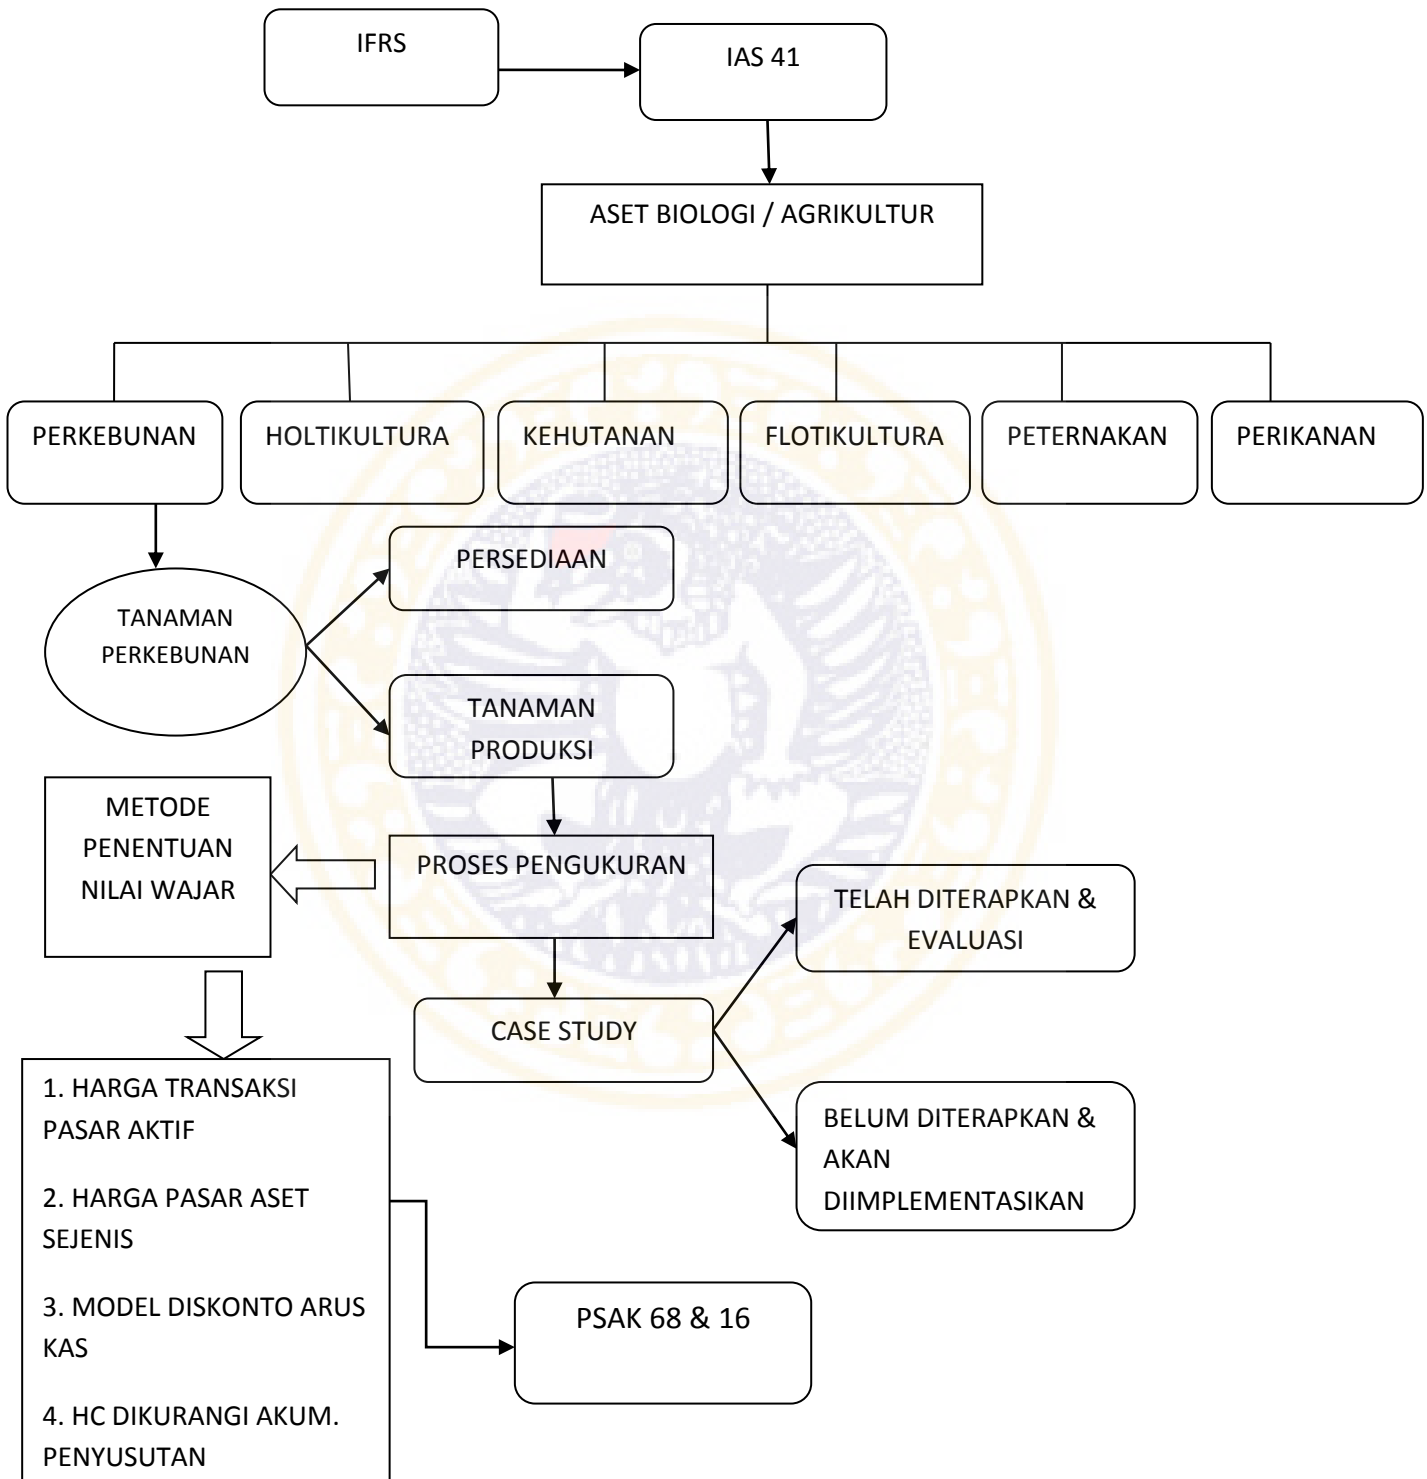 IFRS
IAS 41
ASET BIOLOGI / AGRIKULTUR
PERKEBUNAN
HOLTIKULTURA
KEHUTANAN
FLOTIKULTURA
PETERNAKAN
PERIKANAN
TANAMAN
PERKEBUNAN
PERSEDIAAN
TANAMAN
PRODUKSI
METODE
PENENTUAN
NILAI WAJAR
PROSES PENGUKURAN
TELAH DITERAPKAN &
EVALUASI
CASE STUDY
BELUM DITERAPKAN &
AKAN
DIIMPLEMENTASIKAN
1. HARGA TRANSAKSI
PASAR AKTIF
2. HARGA PASAR ASET
SEJENIS
3. MODEL DISKONTO ARUS
KAS
4. HC DIKURANGI AKUM.
PENYUSUTAN
PSAK 68 & 16